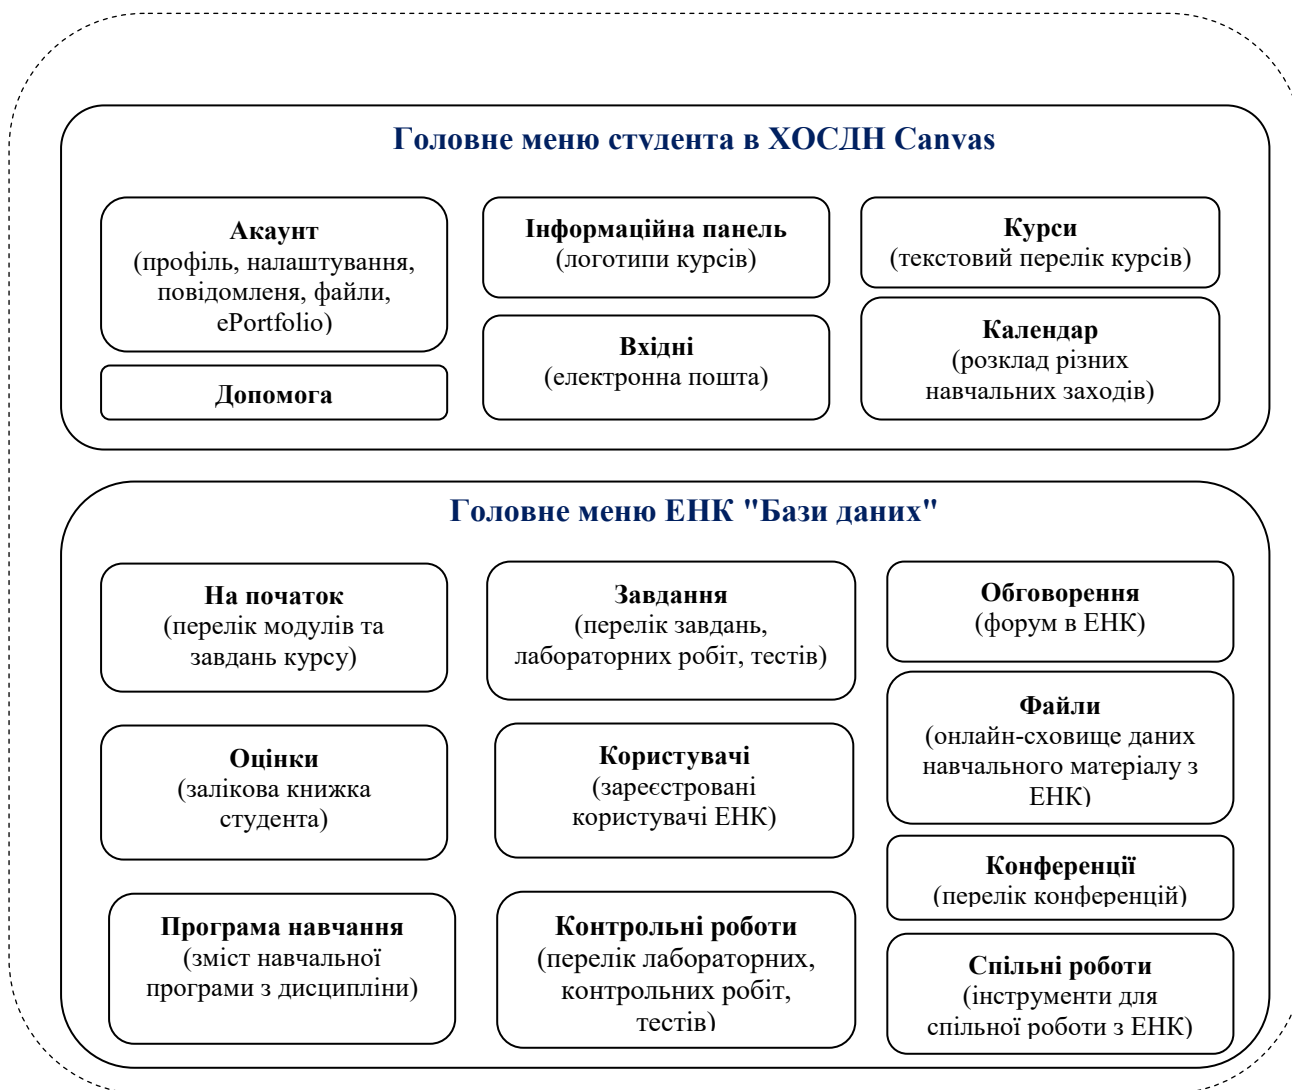 Головне меню студента в ХОСДН Canvas
Акаунт
(профіль, налаштування,
повідомленя, файли,
ePortfolio)
Інформаційна панель
(логотипи курсів)
Курси
(текстовий перелік курсів)
Допомога
Вхідні
(електронна пошта)
Календар
(розклад різних
навчальних заходів)
Головне меню ЕНК "Бази даних"
На початок
(перелік модулів та
завдань курсу)
Завдання
(перелік завдань,
лабораторних робіт, тестів)
Обговорення
(форум в ЕНК)
Оцінки
(залікова книжка
студента)
Користувачі
(зареєстровані
користувачі ЕНК)
Файли
(онлайн-сховище даних
навчального матеріалу з
ЕНК)
Конференції
(перелік конференцій)
Програма навчання
(зміст навчальної
програми з дисципліни)
Контрольні роботи
(перелік лабораторних,
контрольних робіт,
тестів)
Спільні роботи
(інструменти для
спільної роботи з ЕНК)